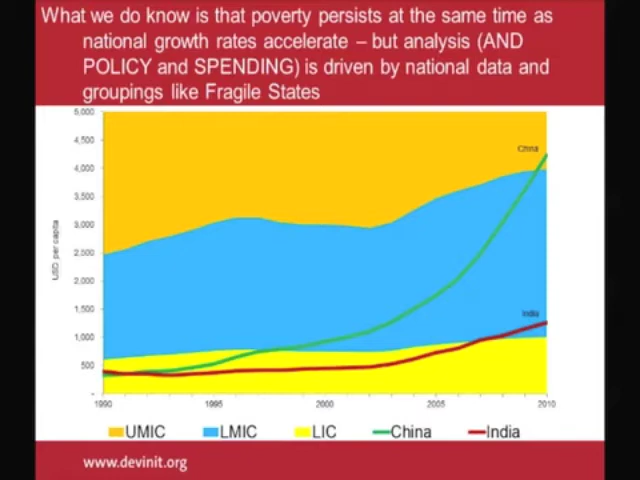 What we do know is that poverty persists at the same time as
national growth rates accelerate – but analysis (AND
POLICY and SPENDING) is driven by national data and
groupings like Fragile States
5,000
4,500
4,000
3,500
3,000
2,500
2,000
1,500
1,000
500
-
USD per capita
China
India
1990
1995
2000
2005
2010
UMIC LMIC LIC China India
www.devinit.org